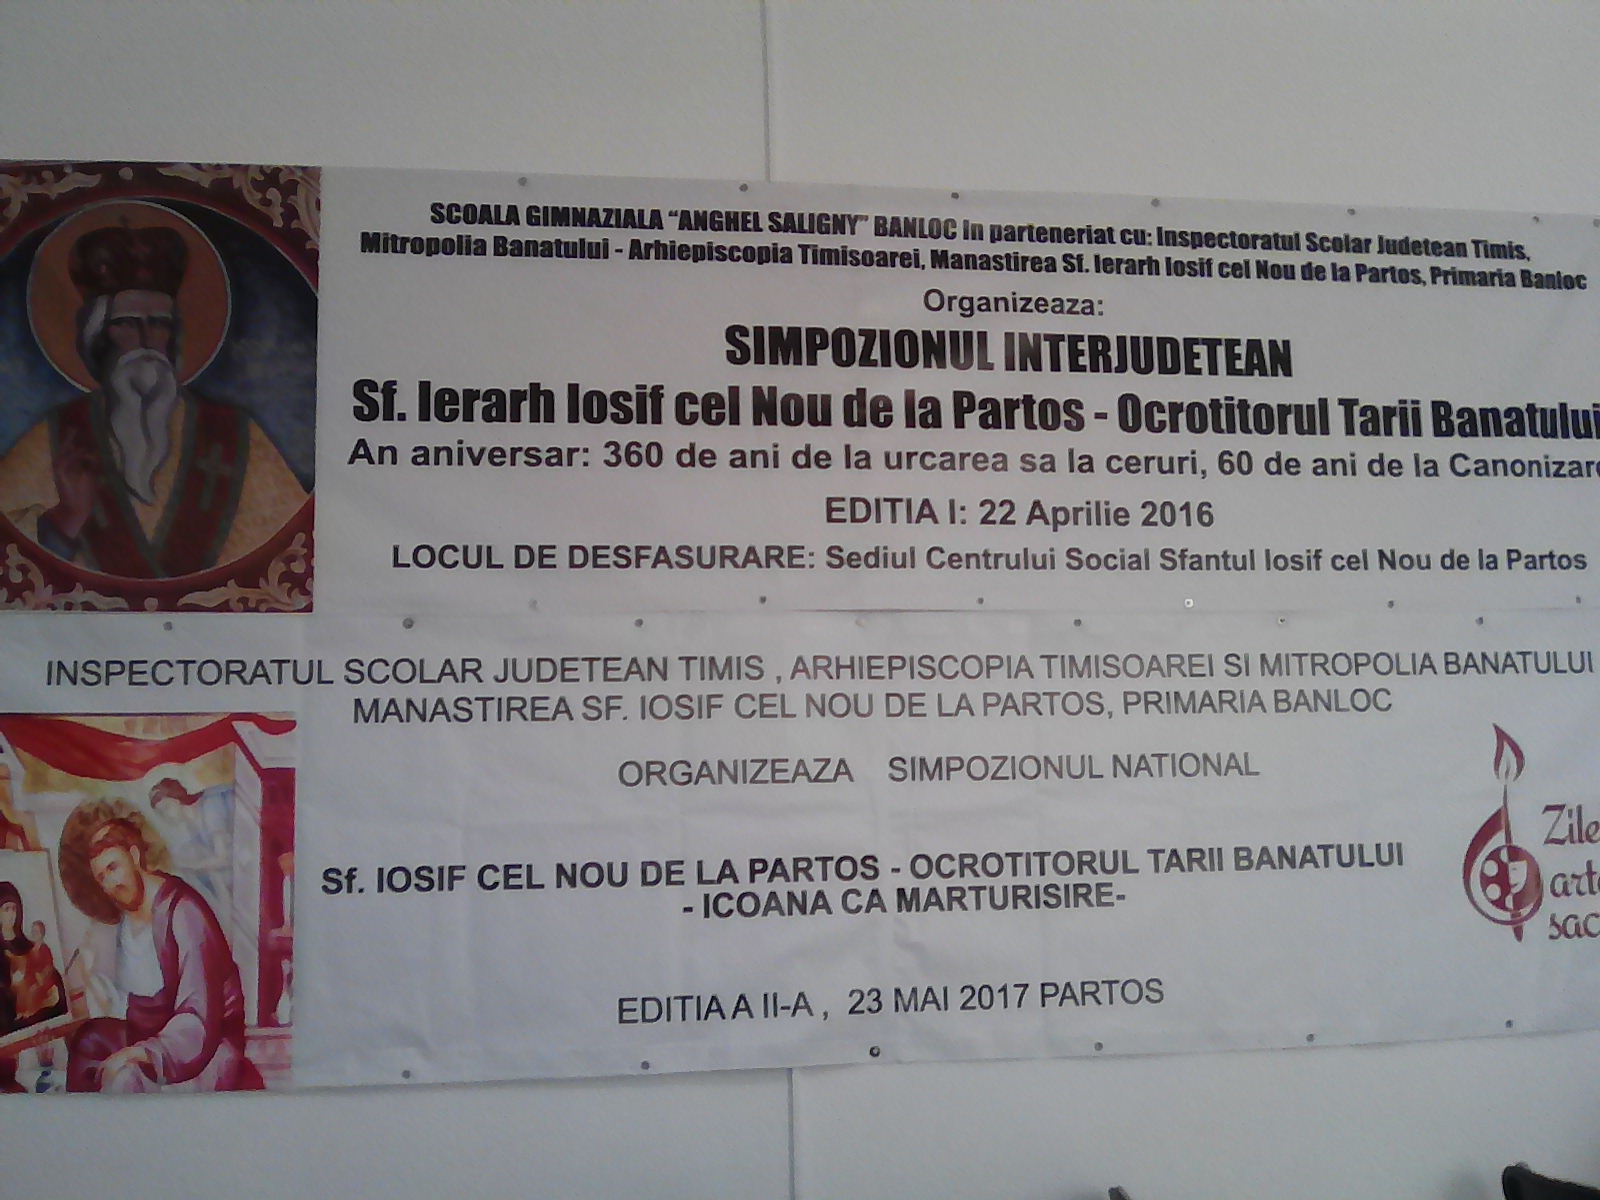 SCOALA GIMNAZIALA “ANGHEL SALIGNY” BANLOC in parteneriat cu: Inspectoratul Scolar Judetean Timis,
Mitropolia Banatului - Arhiepiscopia Timisoarei, Manastirea Sf. Ierarh Iosif cel Nou de la Partos, Primaria Banloc
Organizeaza:
SIMPOZIONUL INTERJUDETEAN
Sf. Ierarh Iosif cel Nou de la Partos - Ocrotitorul Tarii Banatului
An aniversar: 360 de ani de la urcarea sa la ceruri, 60 de ani de la Canonizar
EDITIA I: 22 Aprilie 2016
LOCUL DE DESFASURARE: Sediul Centrului Social Sfantul Iosif cel Nou de la Partos
INSPECTORATUL SCOLAR JUDETEAN TIMIS , ARHIEPISCOPIA TIMISOAREI SI MITROPOLIA BANATULUI
MANASTIREA SF. IOSIF CEL NOU DE LA PARTOS, PRIMARIA BANLOC
ORGANIZEAZA SIMPOZIONUL NATIONAL
Sf. IOSIF CEL NOU DE LA PARTOS - OCROTITORUL TARII BANATULUI
- ICOANA CA MARTURISIRE-
EDITIA A II-A , 23 MAI 2017 PARTOS
Zile
art
sac